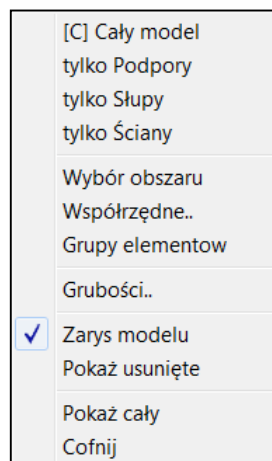 [C] Cały model
tylko Podpory
tylko Słupy
tylko Ściany
Wybór obszaru
Współrzędne..
Grupy elementow
Grubości..
Zarys modelu
Pokaż usunięte
Pokaż cały
Cofnij